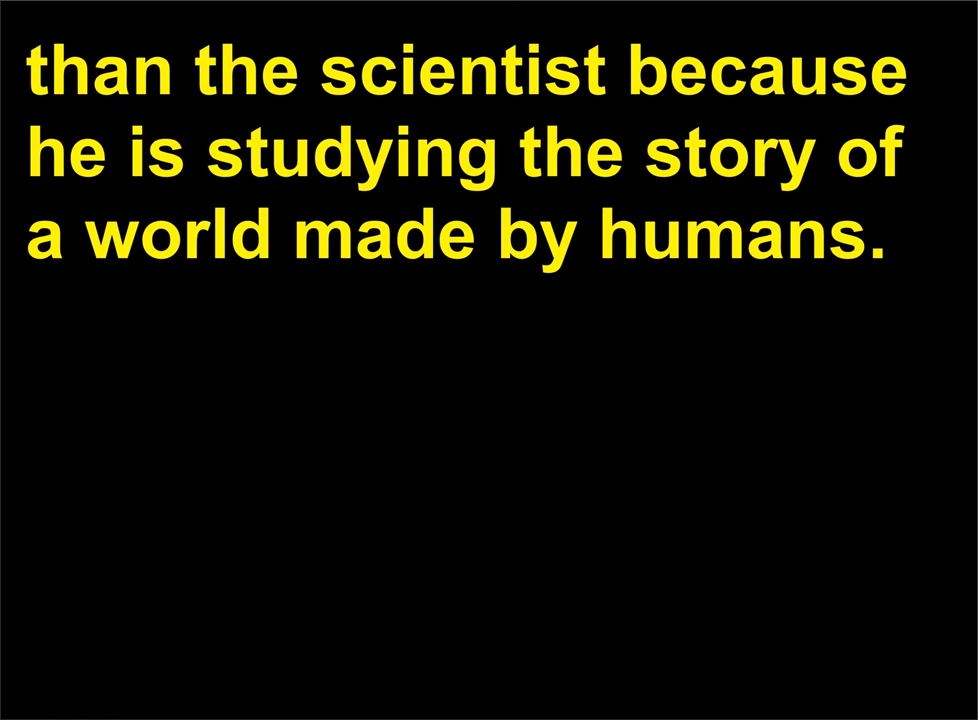 than the scientist because
he is studying the story of
a world made by humans.